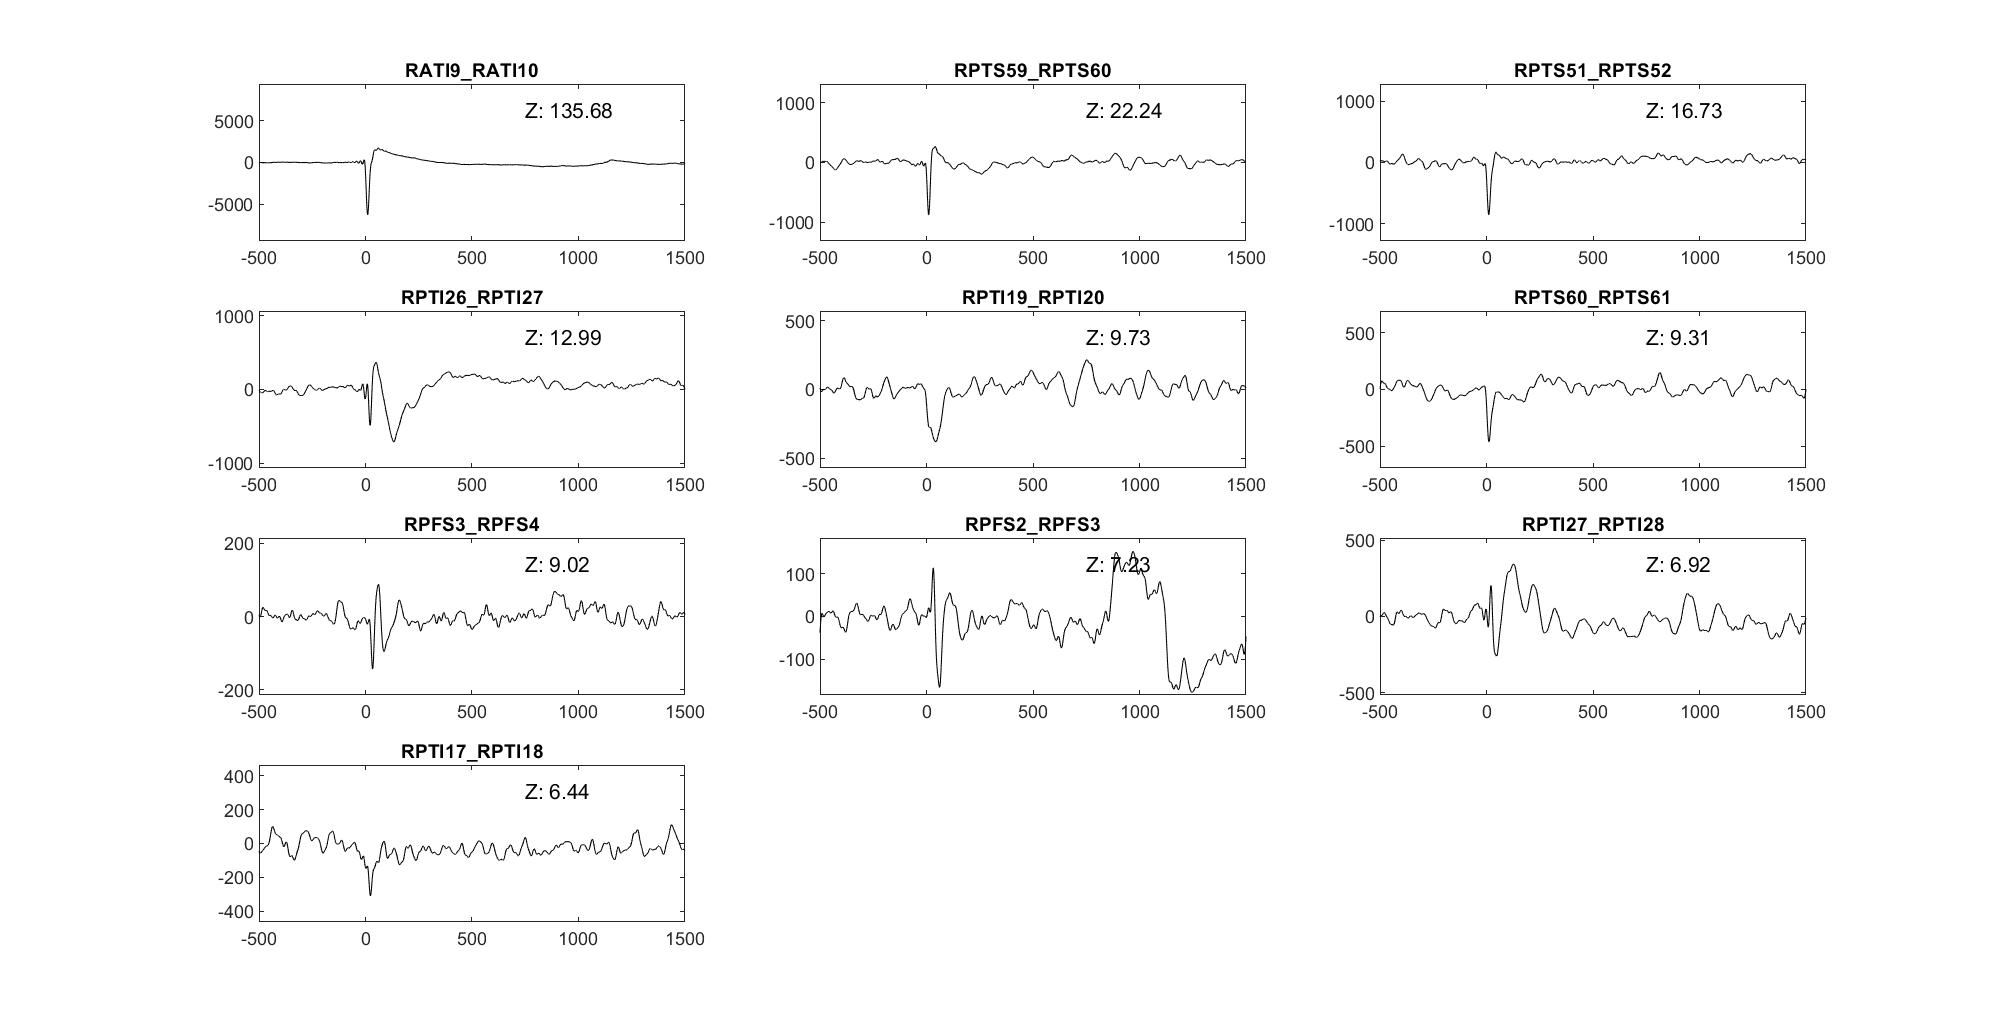 RATI9_RATI10
Z: 135.68
5000
0
-5000
-500 0 500 1000 1500
RPTS59_RPTS60
Z: 22.24
1000
0
-1000
-500 0 500 1000 1500
RPTS51_RPTS52
Z: 16.73
1000
0
-1000
-500 0 500 1000 1500
RPTI26_RPTI27
Z: 12.99
1000
0
-1000
-500 0 500 1000 1500
RPTI19_RPTI20
Z: 9.73
500
0
-500
-500 0 500 1000 1500
RPTS60_RPTS61
Z: 9.31
500
0
-500
-500 0 500 1000 1500
RPFS3_RPFS4
Z: 9.02
200
0
-200
-500 0 500 1000 1500
RPFS2_RPFS3
Z: 7.23
100
0
-100
-500 0 500 1000 1500
RPTI27_RPTI28
Z: 6.92
500
0
-500
-500 0 500 1000 1500
RPTI17_RPTI18
Z: 6.44
400
200
0
-200
-400
-500 0 500 1000 1500